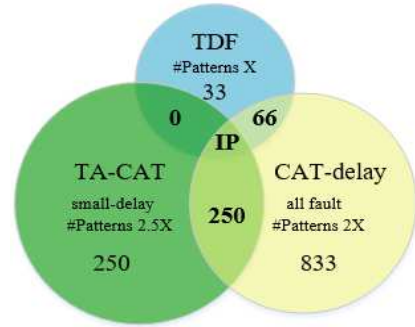 TDF
#Patterns X
33
0
66
IP
TA-CAT
CAT-delay
small-delay
all fault
#Patterns 2.5X
250
#Patterns 2X
250
833